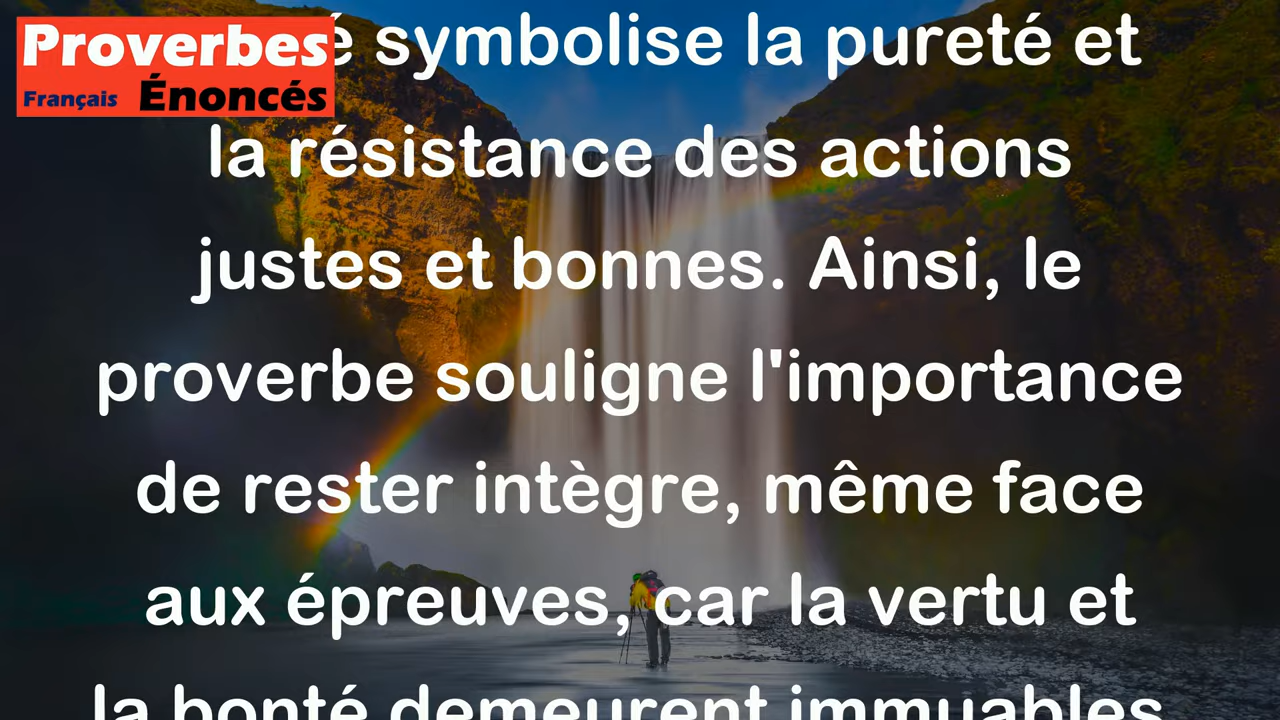 Proverbes
Français Énoncés
symbolise la pureté et
la résistance des actions
justes et bonnes. Ainsi, le
proverbe souligne l'importance
de rester intègre, même face
aux épreuves, car la vertu et
la bonté demeurent immuables